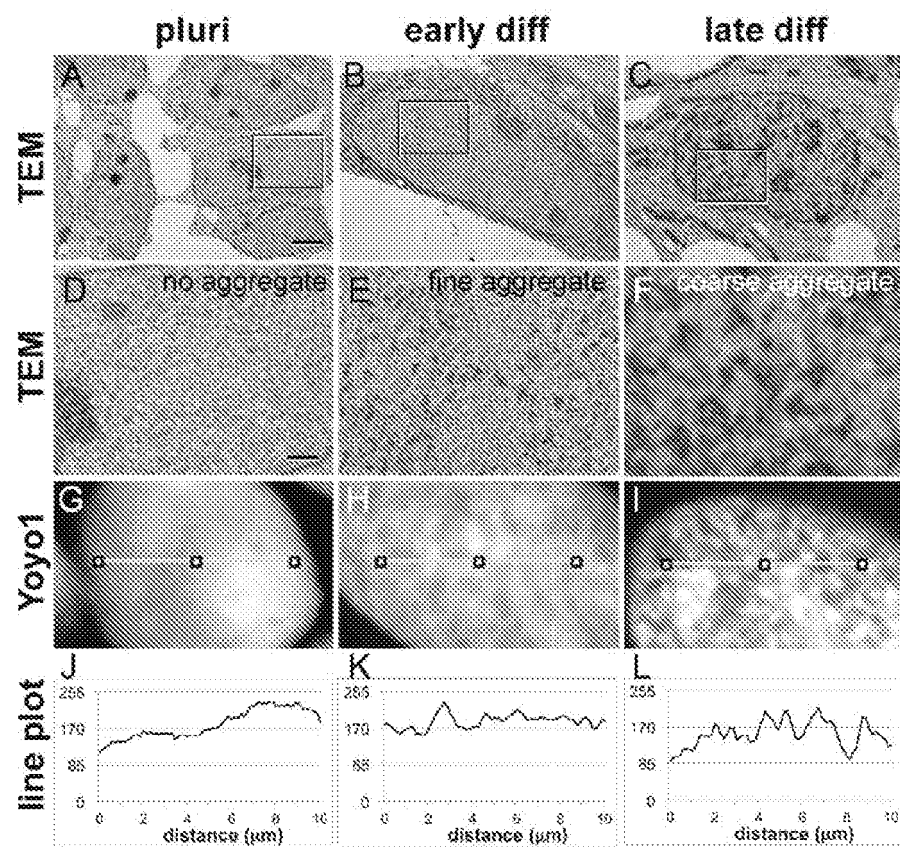 pluri early diff late diff
TEM
A B C
TEM
D no aggregate E fine aggregate F coarse aggregate
Yoyo1
G H I
line plot
J K L
255 255 255
170 170 170
85 85 85
0 0 0
0 2 4 6 8 10 0 2 4 6 8 10 0 2 4 6 8 10
distance (µm) distance (µm) distance (µm)